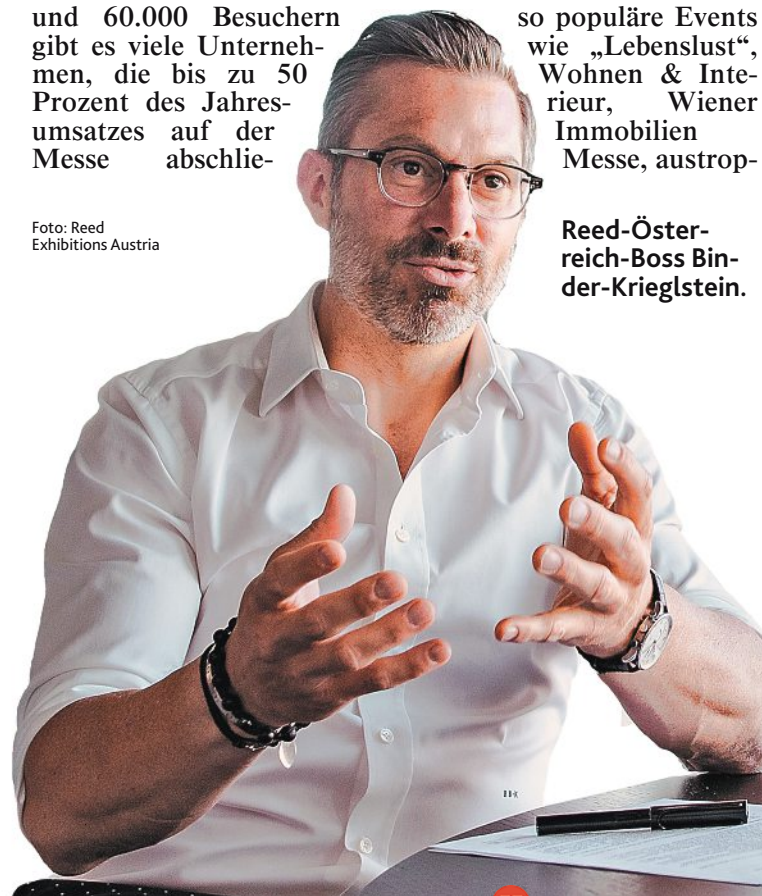 und 60.000 Besuchern
gibt es viele Unterneh-
men, die bis zu 50
Prozent des Jahres-
umsatzes auf der
Messe abschlie-
Foto: Reed
Exhibitions Austria
so populäre Events
wie „Lebenslust“,
Wohnen & Inte-
rieur, Wiener
Immobilien
Messe, austrop-
Reed-Öster-
reich-Boss Bin-
der-Krieglstein.